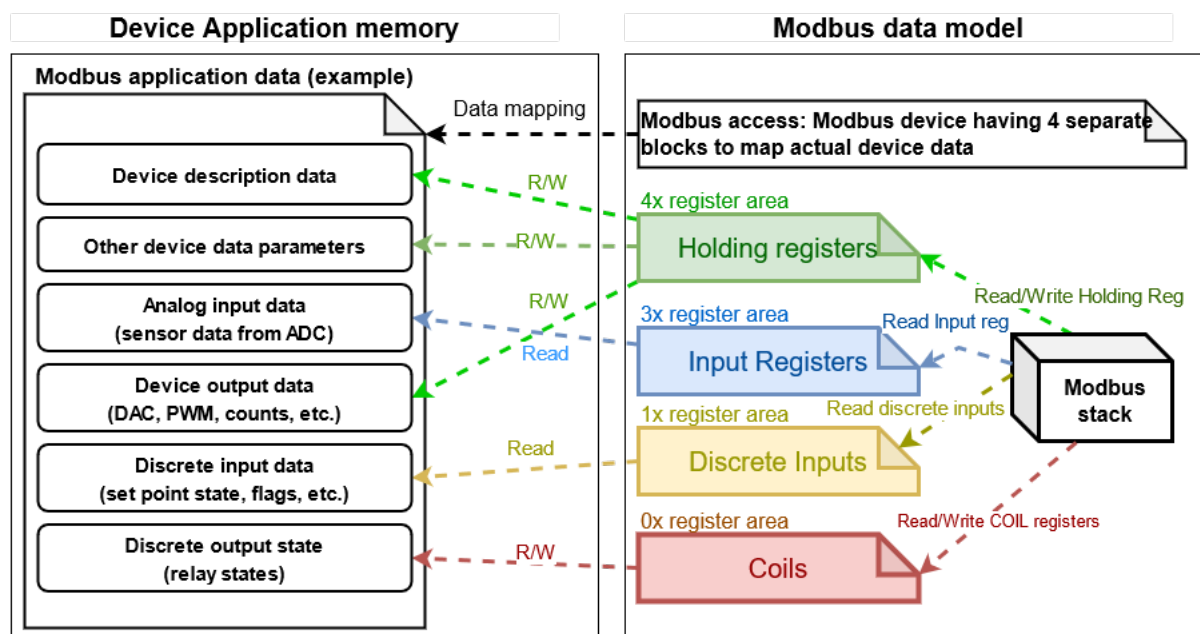 Device Application memory
Modbus data model
Modbus application data (example)
Data mapping
Modbus access: Modbus device having 4 separate
blocks to map actual device data
Device description data
R/W
4x register area
Holding registers
Other device data parameters
R/W
Read/Write Holding Reg
Analog input data
(sensor data from ADC)
R/W
Read
3x register area
Input Registers
Read Input reg
Modbus
stack
Device output data
(DAC, PWM, counts, etc.)
Read discrete inputs
1x register area
Discrete Inputs
Discrete input data
(set point state, flags, etc.)
Read
0x register area
Coils
Read/Write COIL registers
Discrete output state
(relay states)
R/W